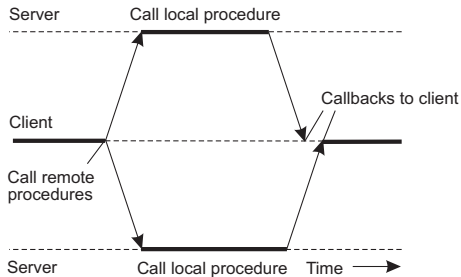 Server
Call local procedure
Callbacks to client
Client
Call remote
procedures
Server
Call local procedure
Time